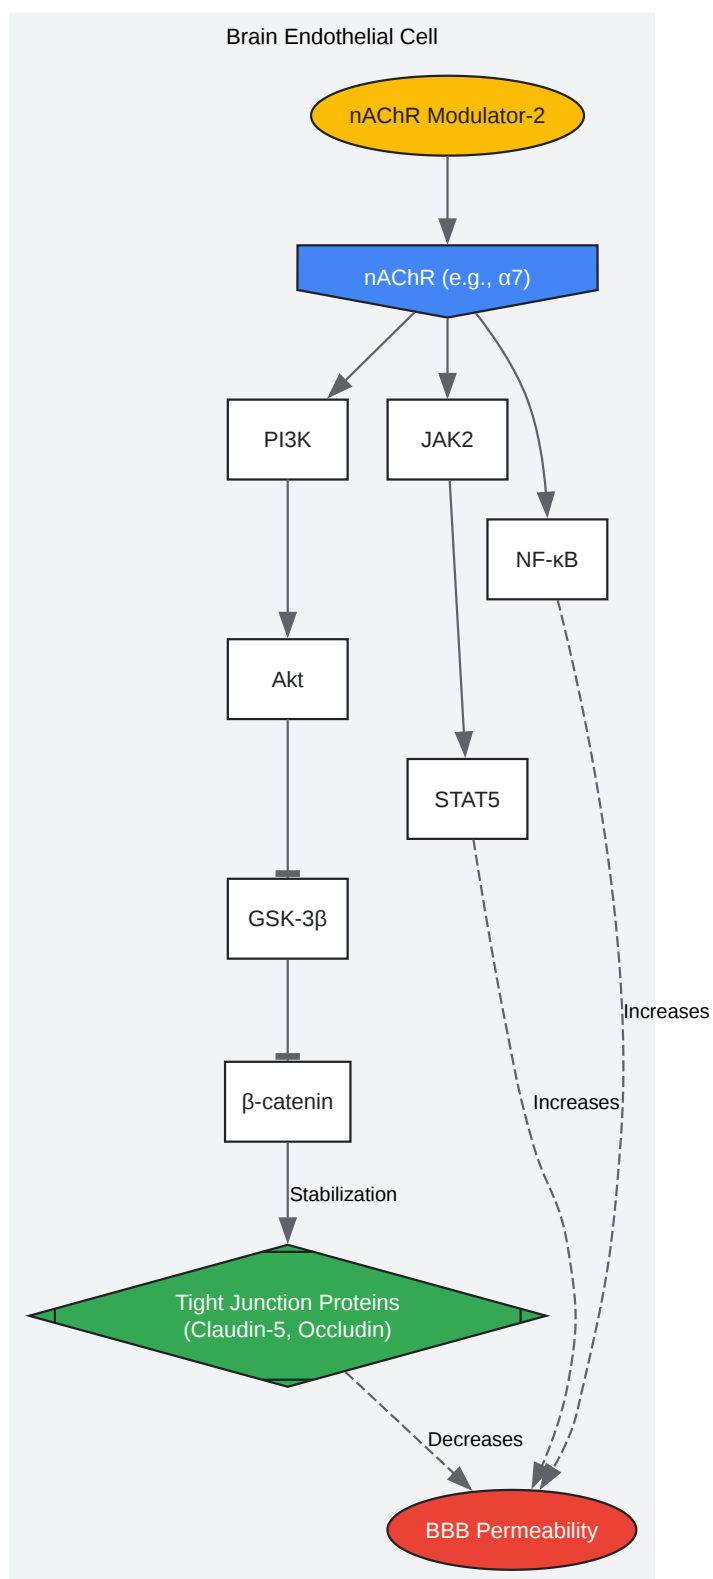 Brain Endothelial Cell
nAChR Modulator-2
nAChR (e.g., α7)
PI3K
JAK2
NF-κB
Akt
STAT5
GSK-3β
Increases
β-catenin
Increases
Stabilization
Tight Junction Proteins
(Claudin-5, Occludin)
Decreases
BBB Permeability